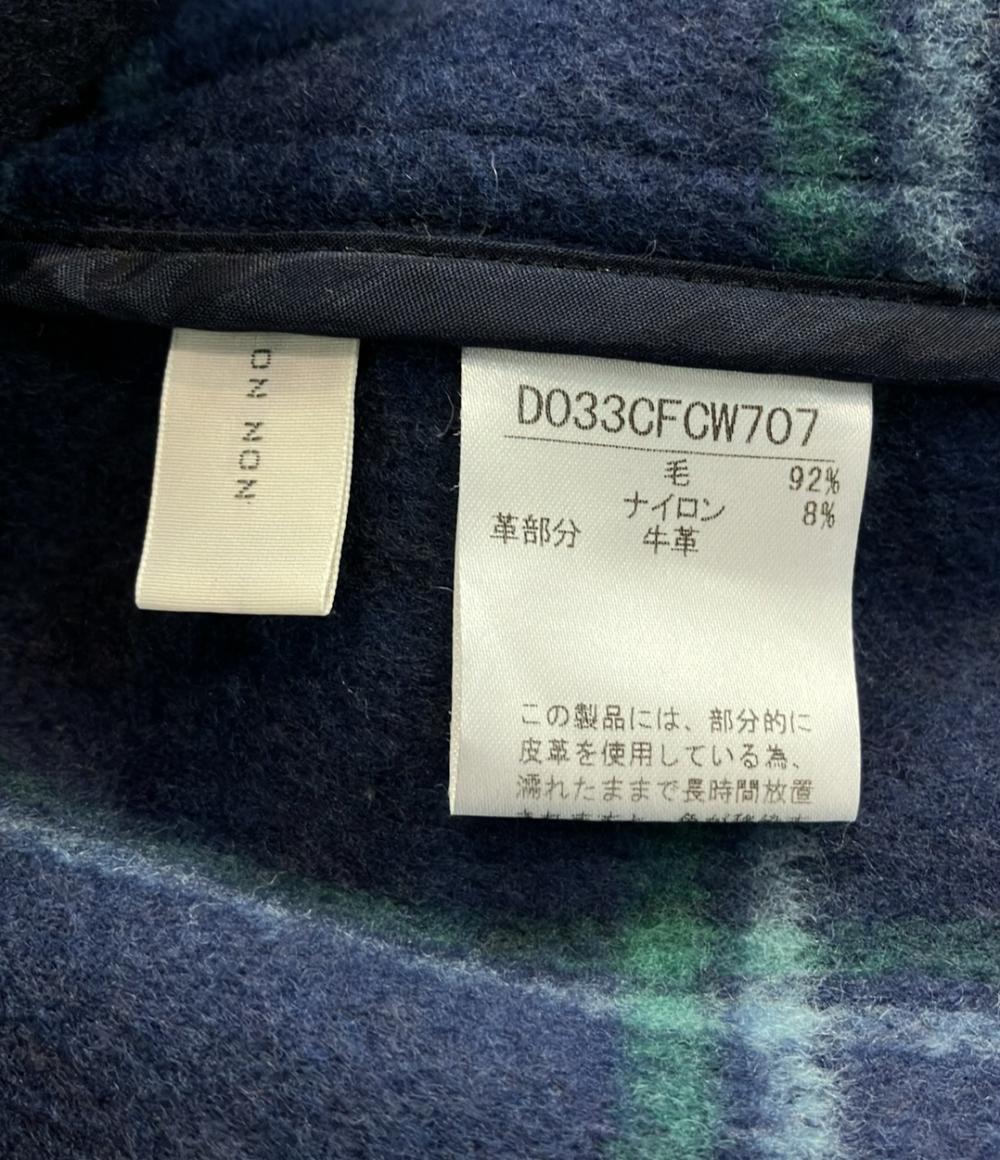 ON NON
D033CFCW707
毛 92%
ナイロン 8%
革部分 牛革
この製品には、部分的に
皮革を使用している為、
濡れたままで長時間放置